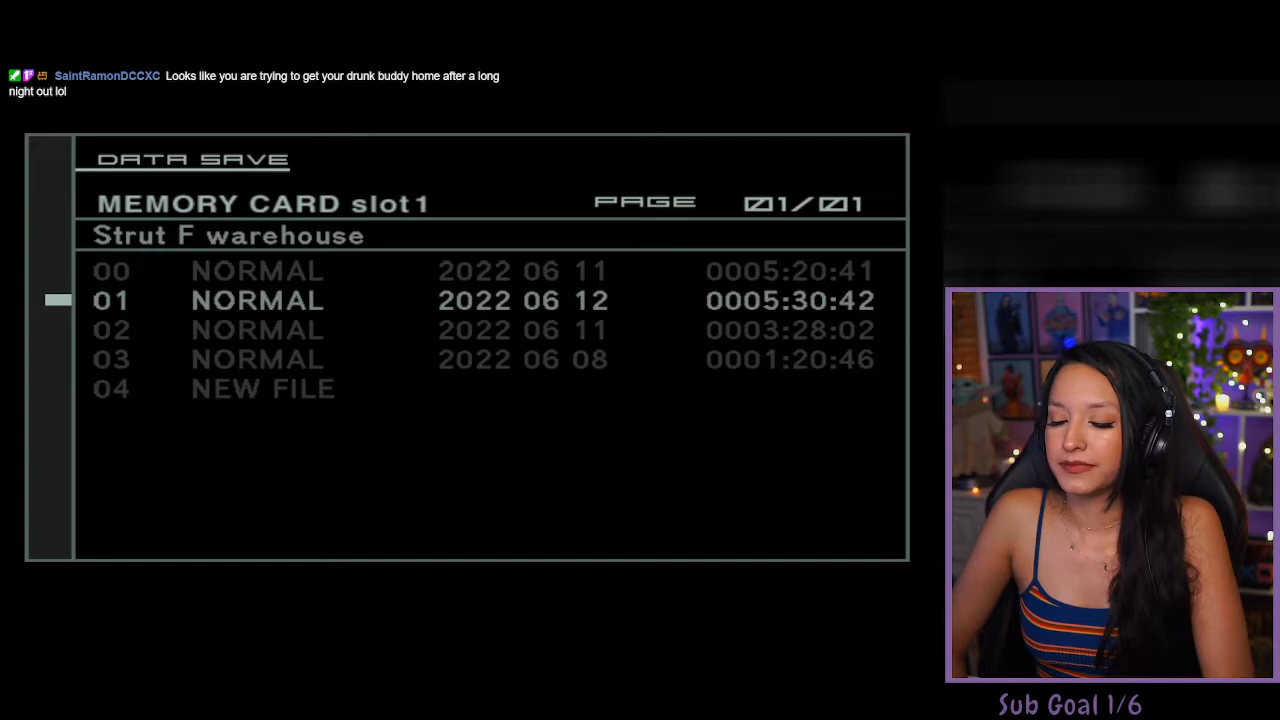 SaintRamonDCCXC Looks like you are trying to get your drunk buddy home after a long
night out lol
DATA SAVE
MEMORY CARD slot1 PAGE 01/01
Strut F warehouse
00 NORMAL 2022 06 11 0005:20:41
01 NORMAL 2022 06 12 0005:30:42
02 NORMAL 2022 06 11 0003:28:02
03 NORMAL 2022 06 08 0001:20:46
04 NEW FILE
Sub Goal 1/6